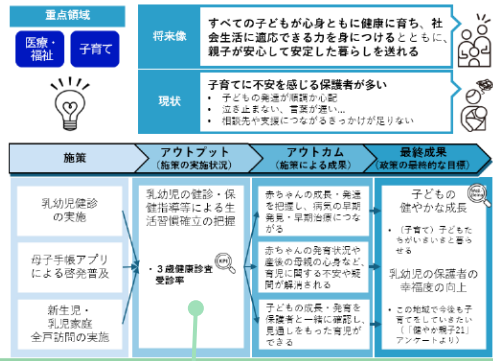 重点領域
医療・
福祉
子育て
将来像
すべての子どもが心身ともに健康に育ち、社
会生活に適応できる力を身につけるとともに、
親子が安心して安定した暮らしを送れる
現状
子育てに不安を感じる保護者が多い
• 子どもの発達が順調か心配
• 泣き止まない、言葉が遅い…
• 相談先や支援につながるきっかけが足りない
施策
アウトプット
(施策の実施状況)
アウトカム
(施策による成果)
最終成果
(政策の最終的な目標)
乳幼児健診
の実施
母子手帳アプリ
による啓発普及
新生児・
乳児家庭
全戸訪問の実施
乳幼児の健診・保
健指導等による生
活習慣確立の把握
・３歳健康診査
受診率
赤ちゃんの成長・発達
を把握し、病気の早期
発見・早期治療につな
がる
赤ちゃんの発育状況や
産後の母親の心身など、
育児に関する不安や疑
問が解消される
子どもの成長・発育を
保護者と一緒に確認し、
見通しをもった育児が
できる
子どもの
健やかな成長
• （子育て）子どもた
ちがいきいきと暮ら
せる
乳幼児の保護者の
幸福度の向上
• この地域で今後も子
育てをしていきたい
（「健やか親子21」
アンケートより）